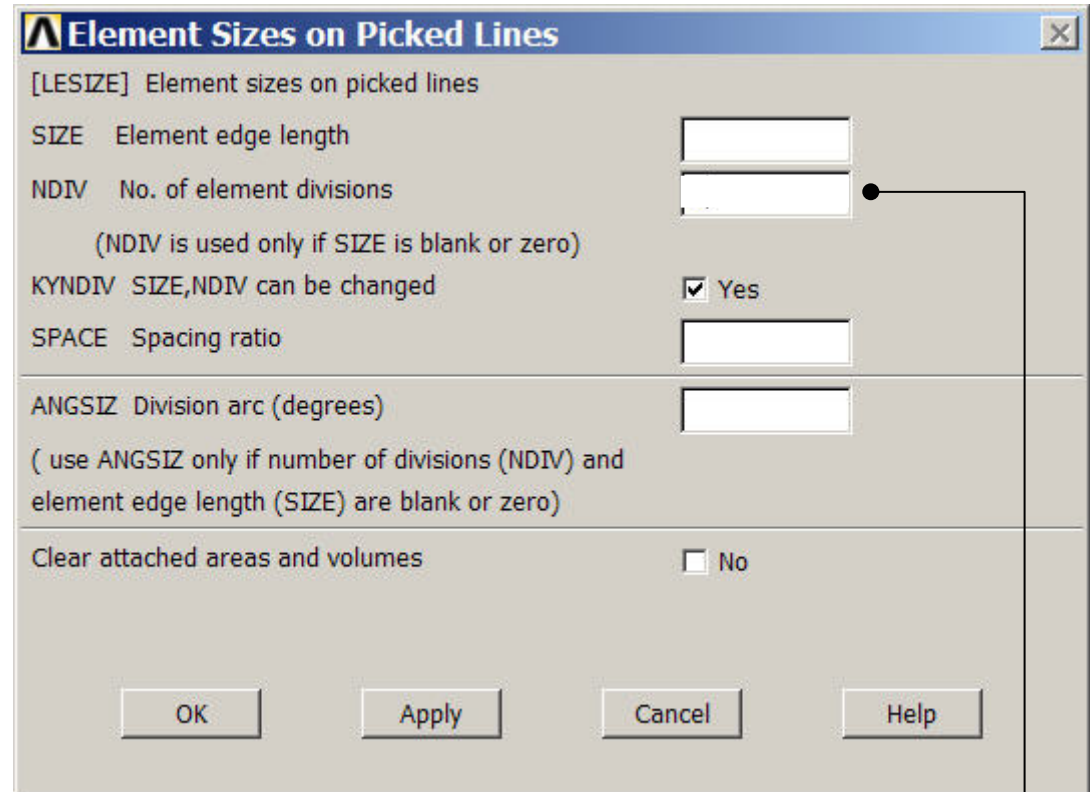 Element Sizes on Picked Lines
[LESIZE] Element sizes on picked lines
SIZE Element edge length
NDIV No. of element divisions
(NDIV is used only if SIZE is blank or zero)
KYNDIV SIZE,NDIV can be changed Yes
SPACE Spacing ratio
ANGSIZ Division arc (degrees)
( use ANGSIZ only if number of divisions (NDIV) and
element edge length (SIZE) are blank or zero)
Clear attached areas and volumes No
OK Apply Cancel Help